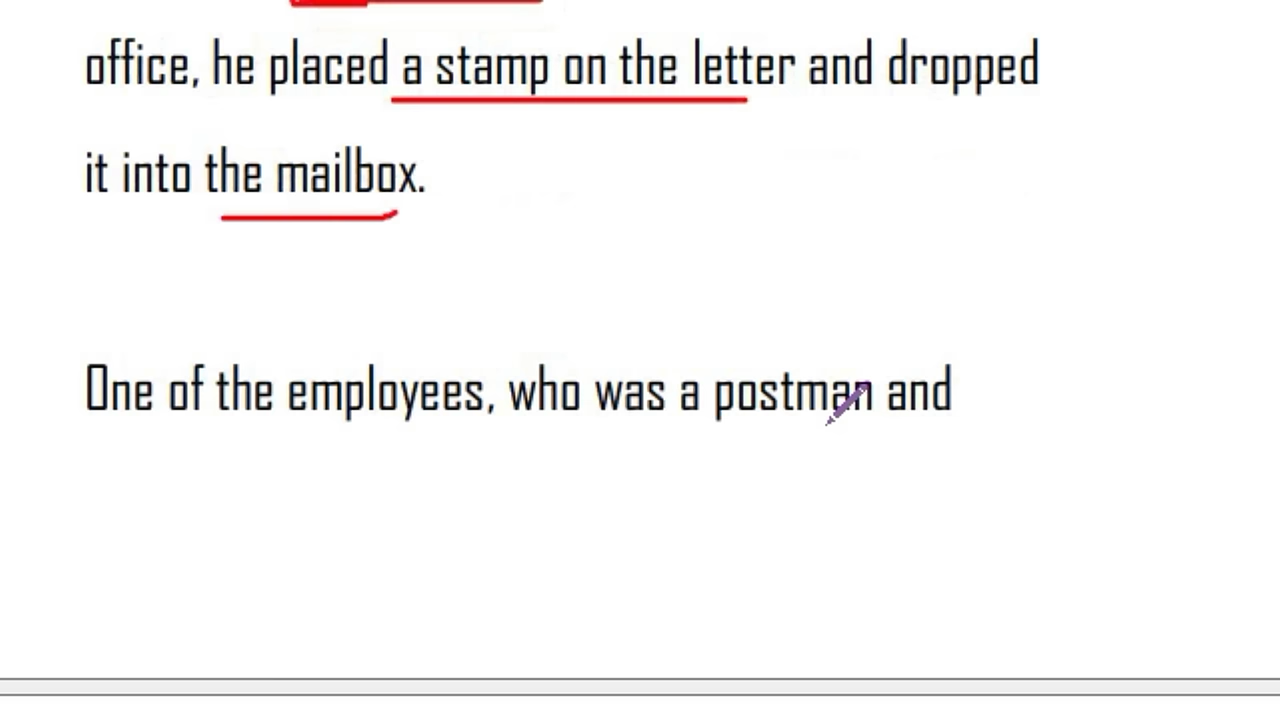 office, he placed a stamp on the letter and dropped
it into the mailbox.
One of the employees, who was a postman and